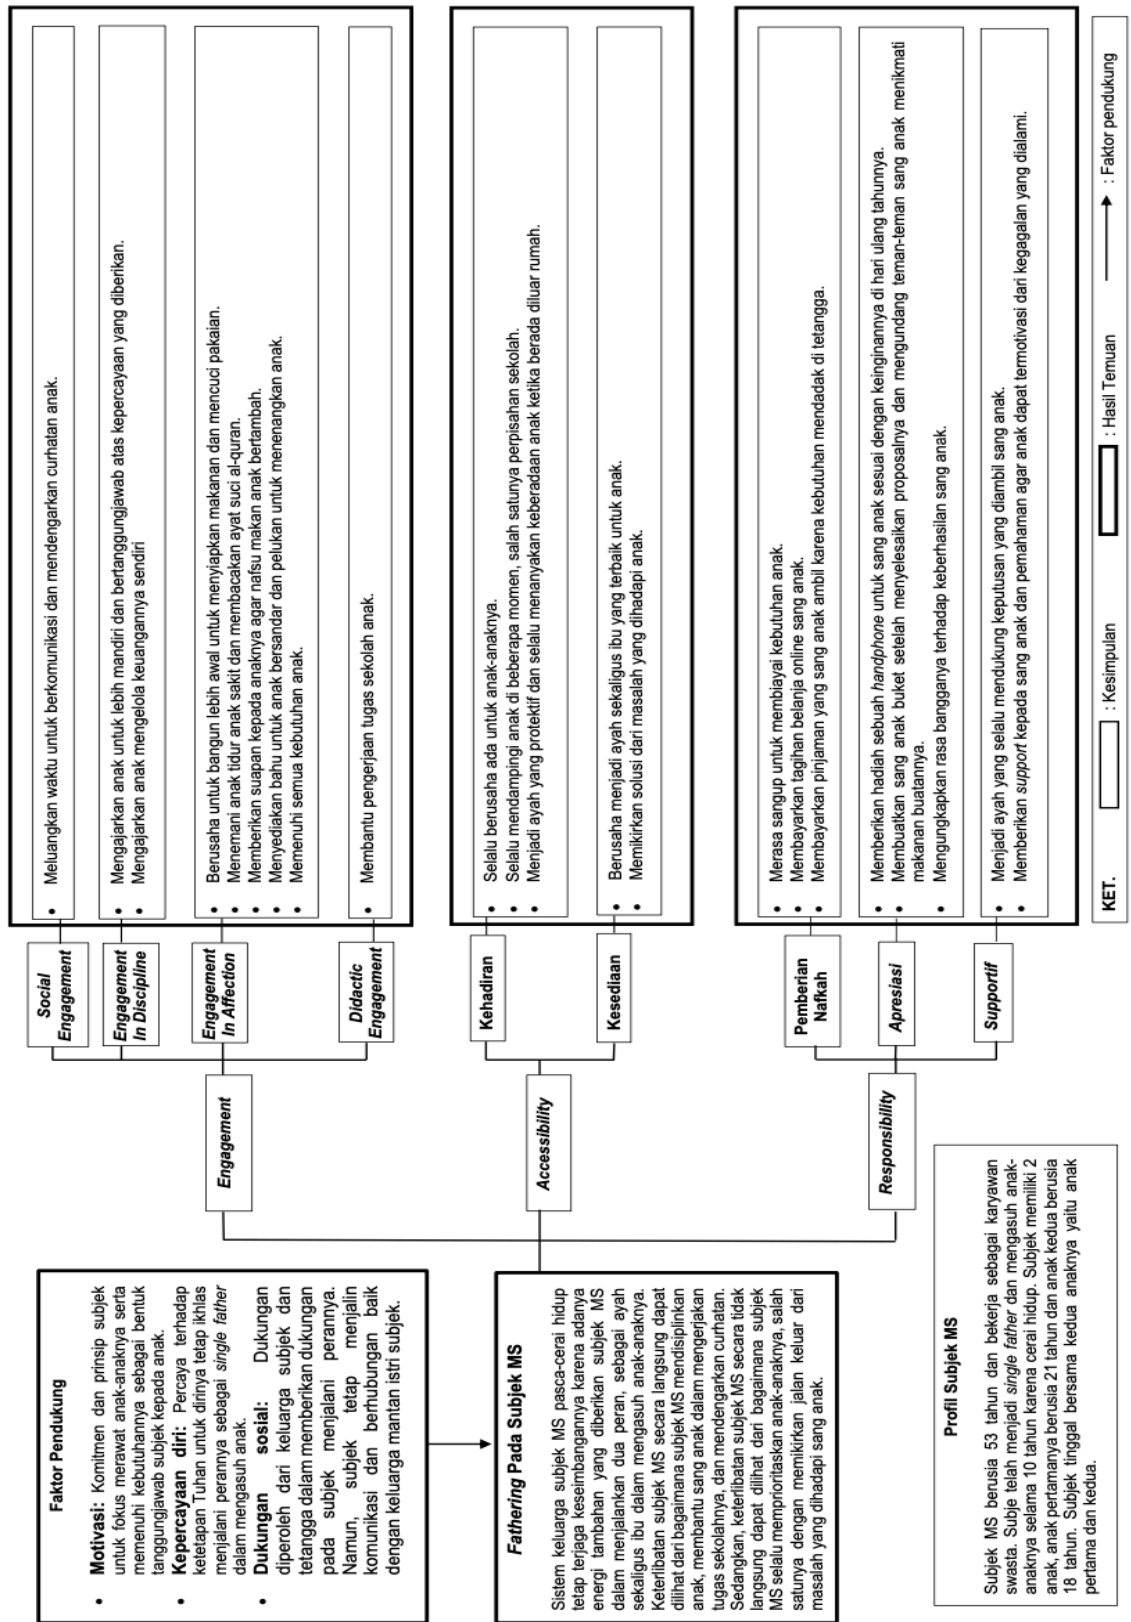 Faktor Pendukung
• Motivasi: Komitmen dan prinsip subjek
untuk fokus merawat anak-anaknya serta
memenuhi kebutuhannya sebagai bentuk
tanggungjawab subjek kepada anak.
• Kepercayaan diri: Percaya terhadap
ketetapan Tuhan untuk dirinya tetap ikhlas
menjalani perannya sebagai single father
dalam mengasuh anak.
• Dukungan sosial: Dukungan
diperoleh dari keluarga subjek dan
tetangga dalam memberikan dukungan
pada subjek menjalani perannya.
Namun, subjek tetap menjalin
komunikasi dan berhubungan baik
dengan keluarga mantan istri subjek.
Fathering Pada Subjek MS
Sistem keluarga subjek MS pasca-cerai hidup
tetap terjaga keseimbangannya karena adanya
energi tambahan yang diberikan subjek MS
dalam menjalankan dua peran, sebagai ayah
sekaligus ibu dalam mengasuh anak-anaknya.
Keterlibatan subjek MS secara langsung dapat
dilihat dari bagaimana subjek MS mendisiplinkan
anak, membantu sang anak dalam mengerjakan
tugas sekolahnya, dan mendengarkan curhatan.
Sedangkan, keterlibatan subjek MS secara tidak
langsung dapat dilihat dari bagaimana subjek
MS selalu memprioritaskan anak-anaknya, salah
satunya dengan memikirkan jalan keluar dari
masalah yang dihadapi sang anak.
Profil Subjek MS
Subjek MS berusia 53 tahun dan bekerja sebagai karyawan
swasta. Subje telah menjadi single father dan mengasuh anak-
anaknya selama 10 tahun karena cerai hidup. Subjek memiliki 2
anak, anak pertamanya berusia 21 tahun dan anak kedua berusia
18 tahun. Subjek tinggal bersama kedua anaknya yaitu anak
pertama dan kedua.
Engagement
Social
Engagement
• Meluangkan waktu untuk berkomunikasi dan mendengarkan curhatan anak.
Engagement
In Discipline
• Mengajarkan anak untuk lebih mandiri dan bertanggungjawab atas kepercayaan yang diberikan.
• Mengajarkan anak mengelola keuangannya sendiri
Engagement
In Affection
• Berusaha untuk bangun lebih awal untuk menyiapkan makanan dan mencuci pakaian.
• Menemani anak tidur anak sakit dan membacakan ayat suci al-quran.
• Memberikan suapan kepada anaknya agar nafsu makan anak bertambah.
• Menyediakan bahu untuk anak bersandar dan pelukan untuk menenangkan anak.
• Memenuhi semua kebutuhan anak.
Didactic
Engagement
• Membantu pengerjaan tugas sekolah anak.
Accessibility
Kehadiran
• Selalu berusaha ada untuk anak-anaknya.
• Selalu mendampingi anak di beberapa momen, salah satunya perpisahan sekolah.
• Menjadi ayah yang protektif dan selalu menanyakan keberadaan anak ketika berada diluar rumah.
Kesediaan
• Berusaha menjadi ayah sekaligus ibu yang terbaik untuk anak.
• Memikirkan solusi dari masalah yang dihadapi anak.
Responsibility
Pemberian
Nafkah
• Merasa sangup untuk membiayai kebutuhan anak.
• Membayarkan tagihan belanja online sang anak.
• Membayarkan pinjaman yang sang anak ambil karena kebutuhan mendadak di tetangga.
Apresiasi
• Memberikan hadiah sebuah handphone untuk sang anak sesuai dengan keinginannya di hari ulang tahunnya.
• Membuatkan sang anak buket setelah menyelesaikan proposalnya dan mengundang teman-teman sang anak menikmati
makanan buatannya.
• Mengungkapkan rasa bangganya terhadap keberhasilan sang anak.
Supportif
• Menjadi ayah yang selalu mendukung keputusan yang diambil sang anak.
• Memberikan support kepada sang anak dan pemahaman agar anak dapat termotivasi dari kegagalan yang dialami.
KET. : Kesimpulan : Hasil Temuan : Faktor pendukung